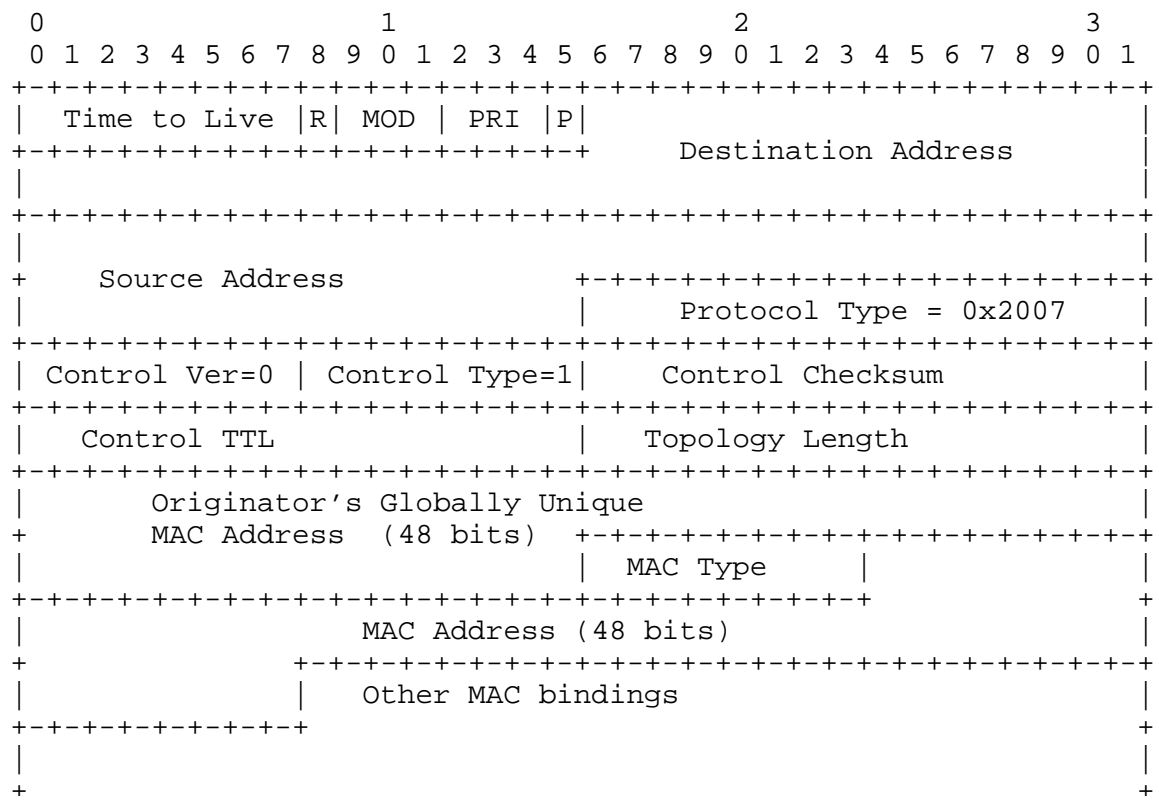 0                   1                   2                   3
0 1 2 3 4 5 6 7 8 9 0 1 2 3 4 5 6 7 8 9 0 1 2 3 4 5 6 7 8 9 0 1
+-+-+-+-+-+-+-+-+-+-+-+-+-+-+-+-+-+-+-+-+-+-+-+-+-+-+-+-+-+-+-+-+
|  Time to Live |R| MOD | PRI |P|                               |
+-+-+-+-+-+-+-+-+-+-+-+-+-+-+-+-+     Destination Address       |
|                                                               |
+-+-+-+-+-+-+-+-+-+-+-+-+-+-+-+-+-+-+-+-+-+-+-+-+-+-+-+-+-+-+-+-+
|                                                               |
+    Source Address             +-+-+-+-+-+-+-+-+-+-+-+-+-+-+-+-+
|                               |     Protocol Type = 0x2007    |
+-+-+-+-+-+-+-+-+-+-+-+-+-+-+-+-+-+-+-+-+-+-+-+-+-+-+-+-+-+-+-+-+
| Control Ver=0 | Control Type=1|    Control Checksum           |
+-+-+-+-+-+-+-+-+-+-+-+-+-+-+-+-+-+-+-+-+-+-+-+-+-+-+-+-+-+-+-+-+
|   Control TTL                 |   Topology Length             |
+-+-+-+-+-+-+-+-+-+-+-+-+-+-+-+-+-+-+-+-+-+-+-+-+-+-+-+-+-+-+-+-+
|       Originator’s Globally Unique                            |
+       MAC Address  (48 bits)  +-+-+-+-+-+-+-+-+-+-+-+-+-+-+-+-+
|                               |  MAC Type     |               |
+-+-+-+-+-+-+-+-+-+-+-+-+-+-+-+-+-+-+-+-+-+-+-+-+               +
|                   MAC Address (48 bits)                       |
+               +-+-+-+-+-+-+-+-+-+-+-+-+-+-+-+-+-+-+-+-+-+-+-+-+
|               |   Other MAC bindings                          |
+-+-+-+-+-+-+-+-+                                               +
|                                                               |
+                                                               +